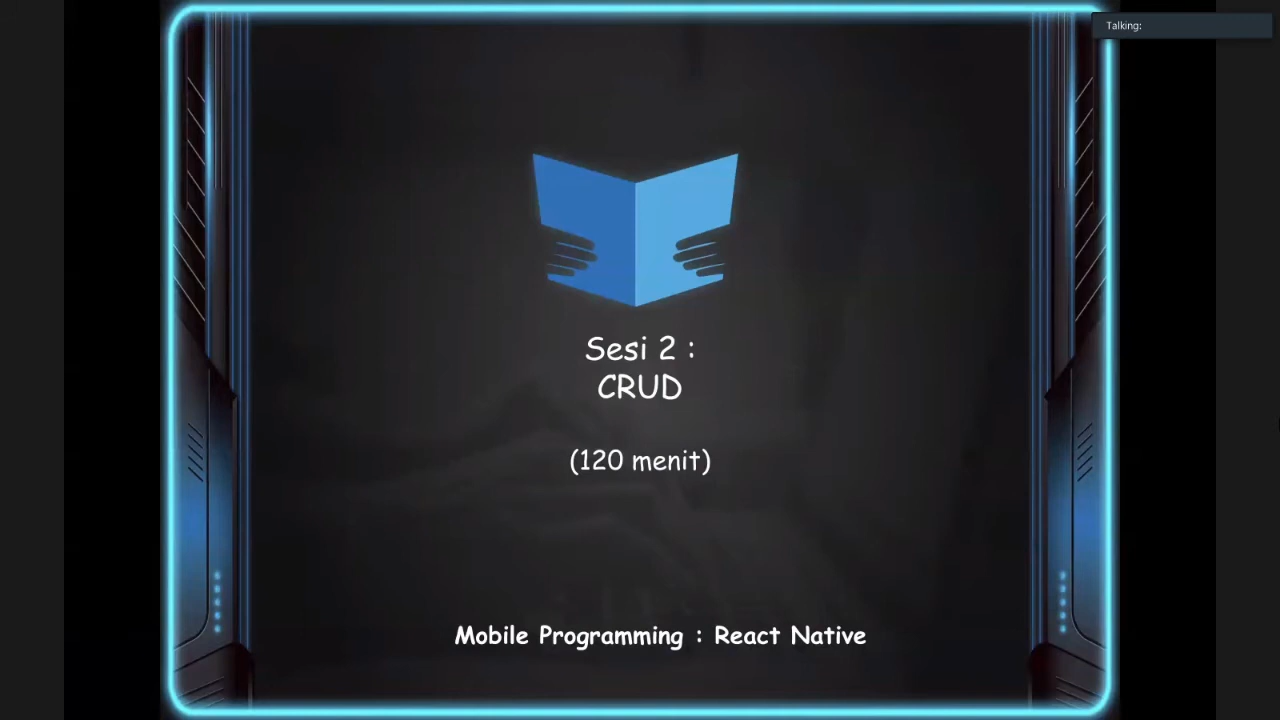 Talking:
Sesi 2 :
CRUD
(120 menit)
Mobile Programming : React Native